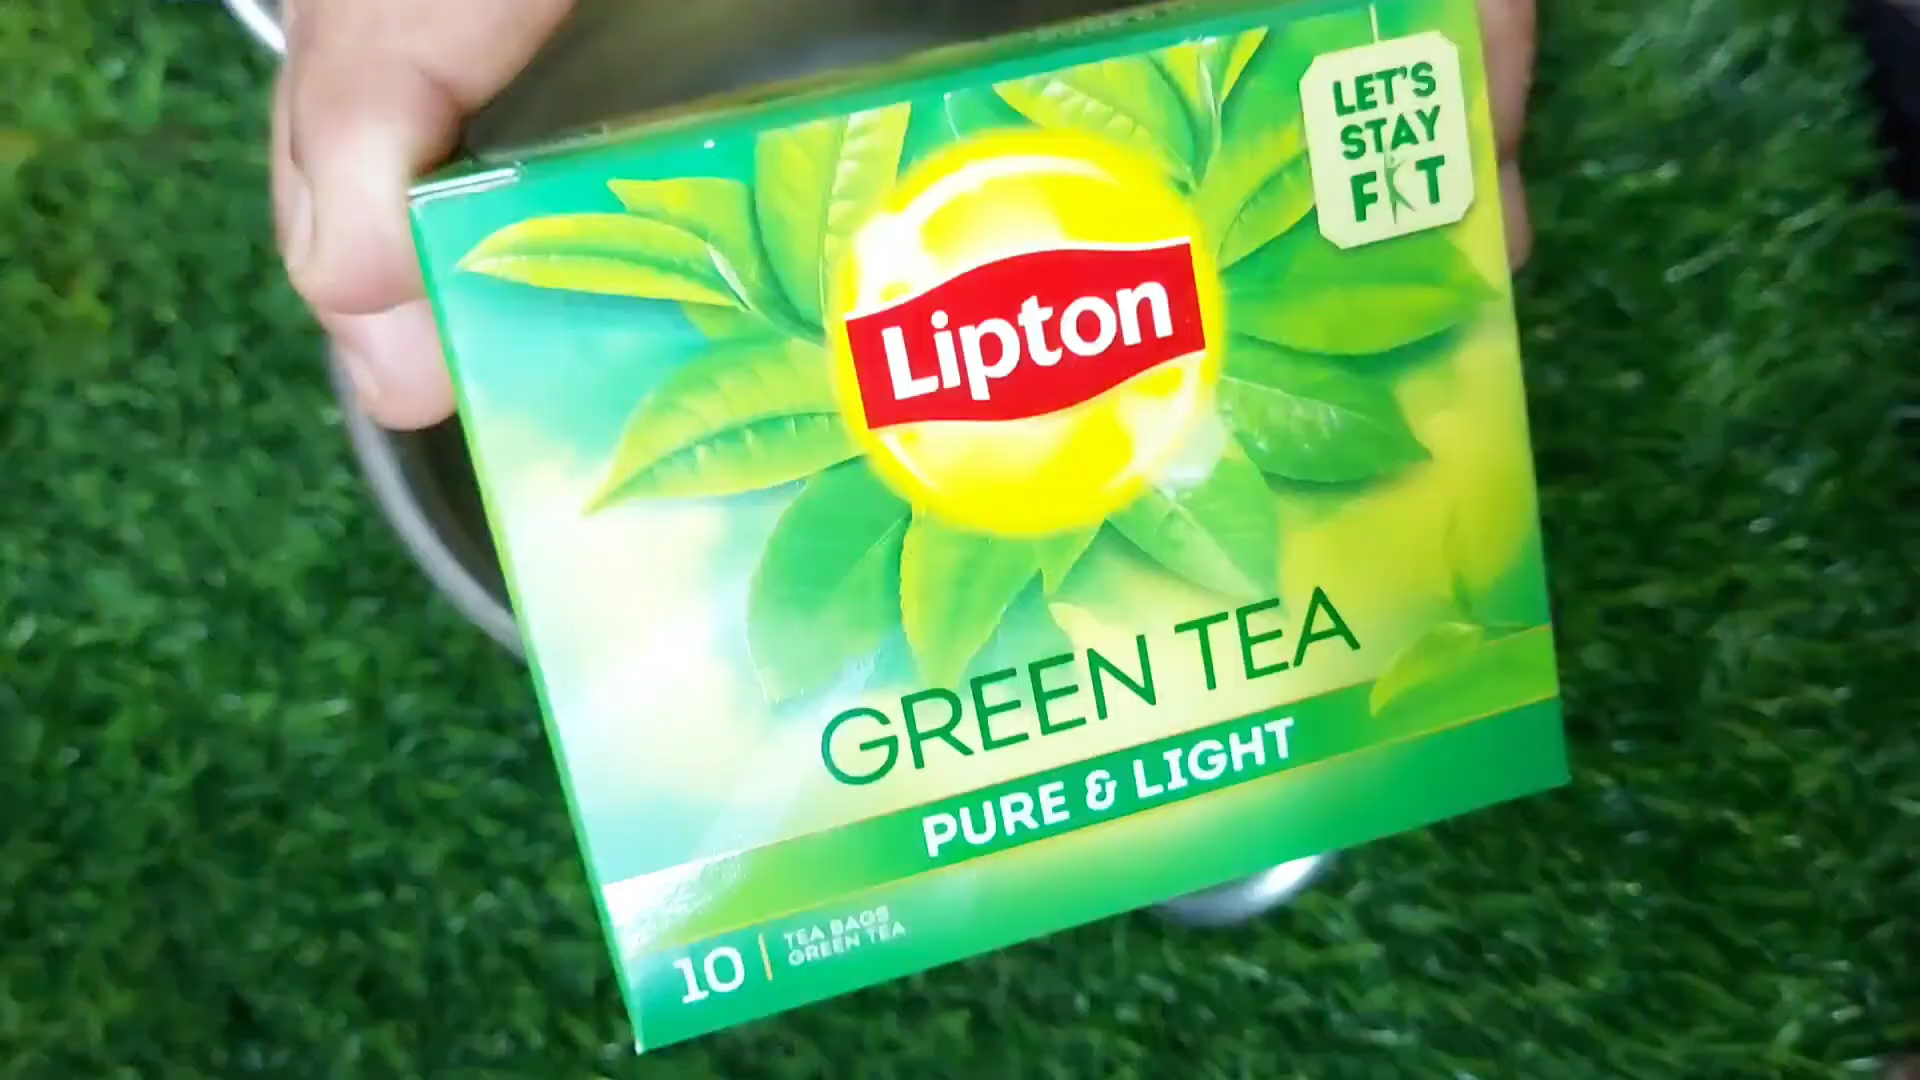 LET'S
STAY
FIT
Lipton
GREEN TEA
PURE & LIGHT
10
TEA BAGS
GREEN TEA